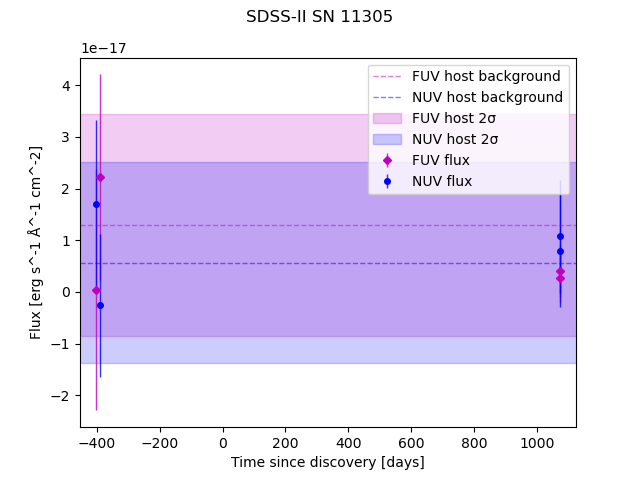 SDSS-II SN 11305
1e−17
4
3
2
1
0
−1
−2
Flux [erg s^-1 Å^-1 cm^-2]
FUV host background
NUV host background
FUV host 2σ
NUV host 2σ
FUV flux
NUV flux
−400 −200 0 200 400 600 800 1000
Time since discovery [days]